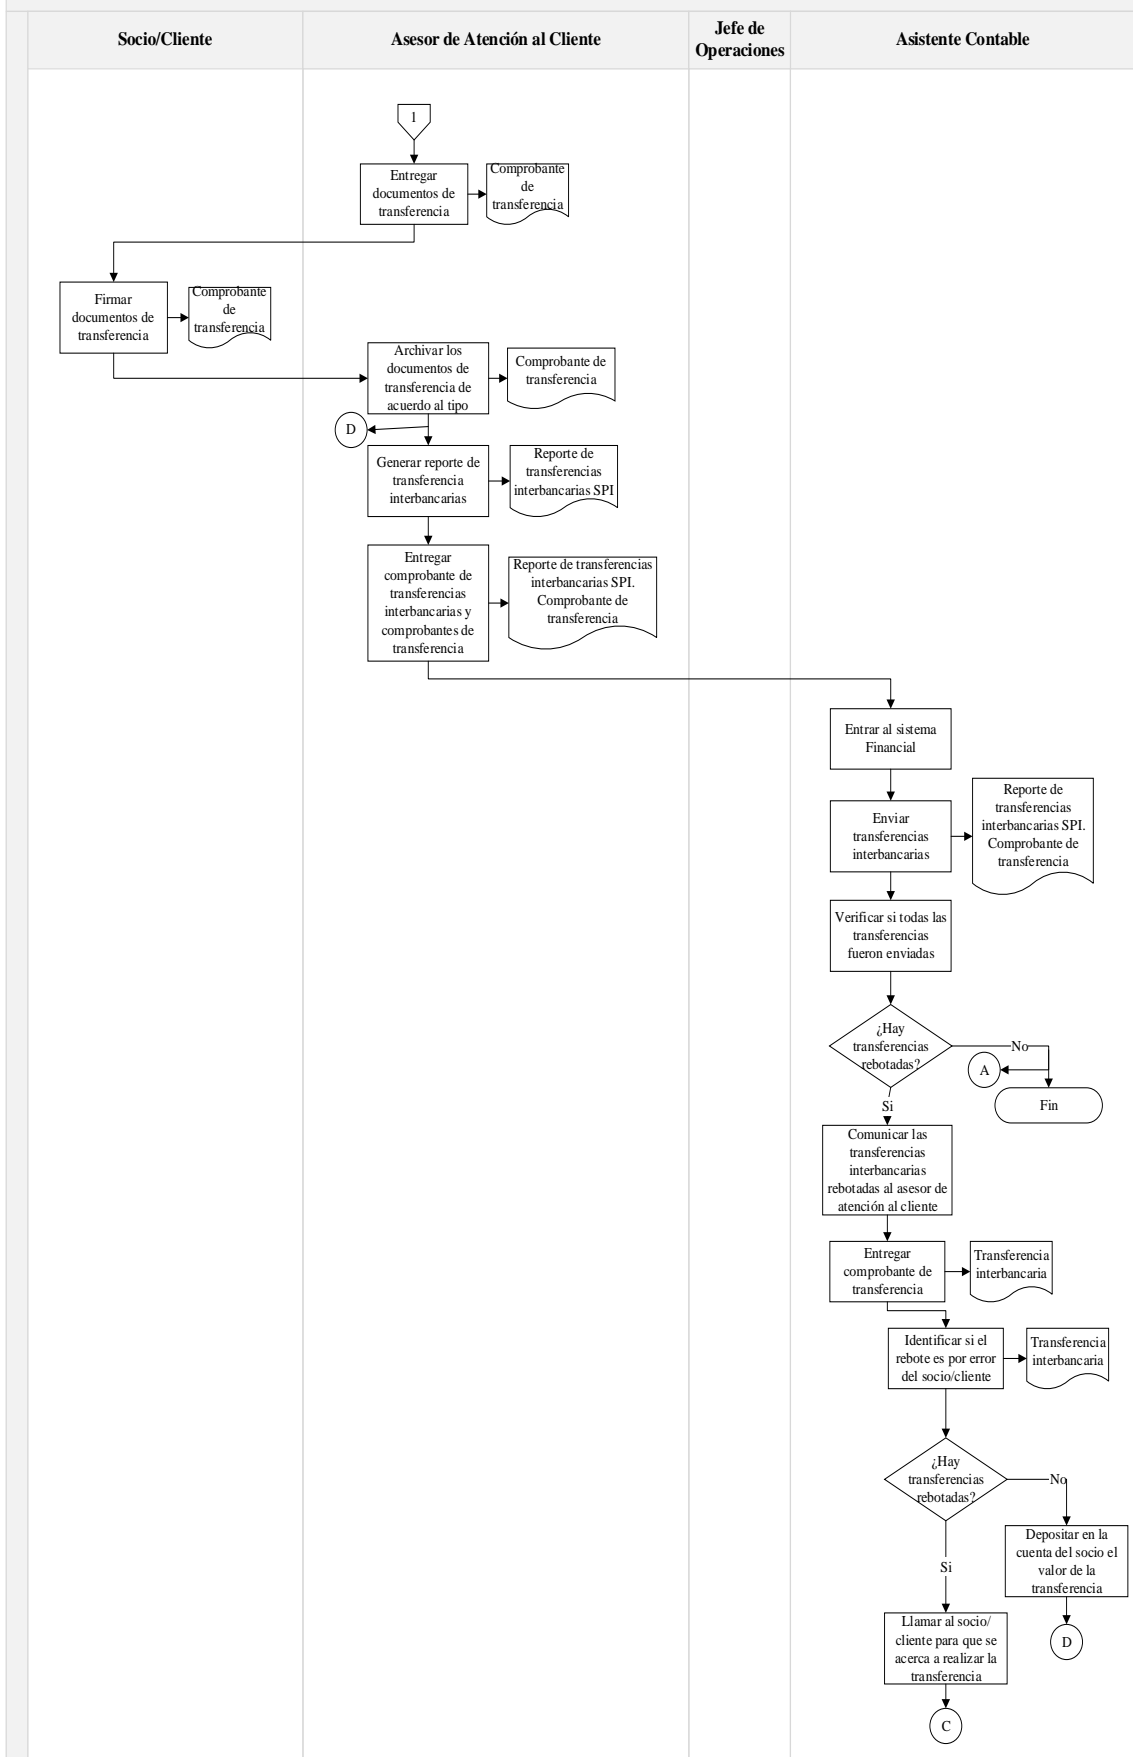 Socio/Cliente
Asesor de Atención al Cliente
Jefe de
Operaciones
Asistente Contable
1
Entregar
documentos de
transferencia
Comprobante
de
transferencia
Firmar
documentos de
transferencia
Comprobante
de
transferencia
Archivar los
documentos de
transferencia de
acuerdo al tipo
Comprobante de
transferencia
D
Generar reporte de
transferencia
interbancarias
Reporte de
transferencias
interbancarias SPI
Entregar
comprobante de
transferencias
interbancarias y
comprobantes de
transferencia
Reporte de transferencias
interbancarias SPI.
Comprobante de
transferencia
Entrar al sistema
Financial
Enviar
transferencias
interbancarias
Reporte de
transferencias
interbancarias SPI.
Comprobante de
transferencia
Verificar si todas las
transferencias
fueron enviadas
¿Hay
transferencias
rebotadas?
No
A
Fin
Si
Comunicar las
transferencias
interbancarias
rebotadas al asesor de
atención al cliente
Entregar
comprobante de
transferencia
Transferencia
interbancaria
Identificar si el
rebote es por error
del socio/cliente
Transferencia
interbancaria
¿Hay
transferencias
rebotadas?
No
Depositar en la
cuenta del socio el
valor de la
transferencia
Si
D
Llamar al socio/
cliente para que se
acerca a realizar la
transferencia
C